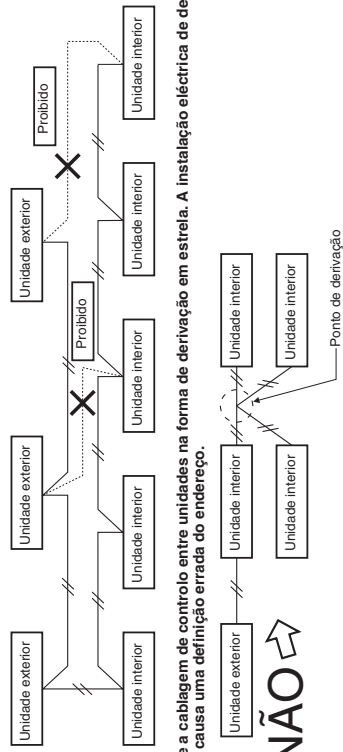 Proibido
Unidade exterior
Unidade exterior
Unidade exterior
Proibido
Unidade interior
Unidade interior
Unidade interior
Unidade interior
Unidade interior
e a cablagem de controlo entre unidades na forma de derivação em estrela. A instalação eléctrica de de
causa uma definição errada do endereço.
Unidade exterior
Unidade interior
Unidade interior
Unidade interior
Unidade interior
NÃO
Ponto de derivação